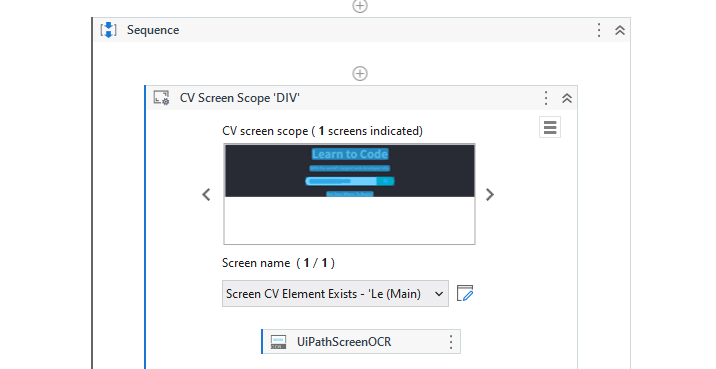 Sequence
CV Screen Scope 'DIV'
CV screen scope ( 1 screens indicated)
Learn to Code
Screen name ( 1 / 1 )
Screen CV Element Exists - 'Le (Main)
UiPathScreenOCR